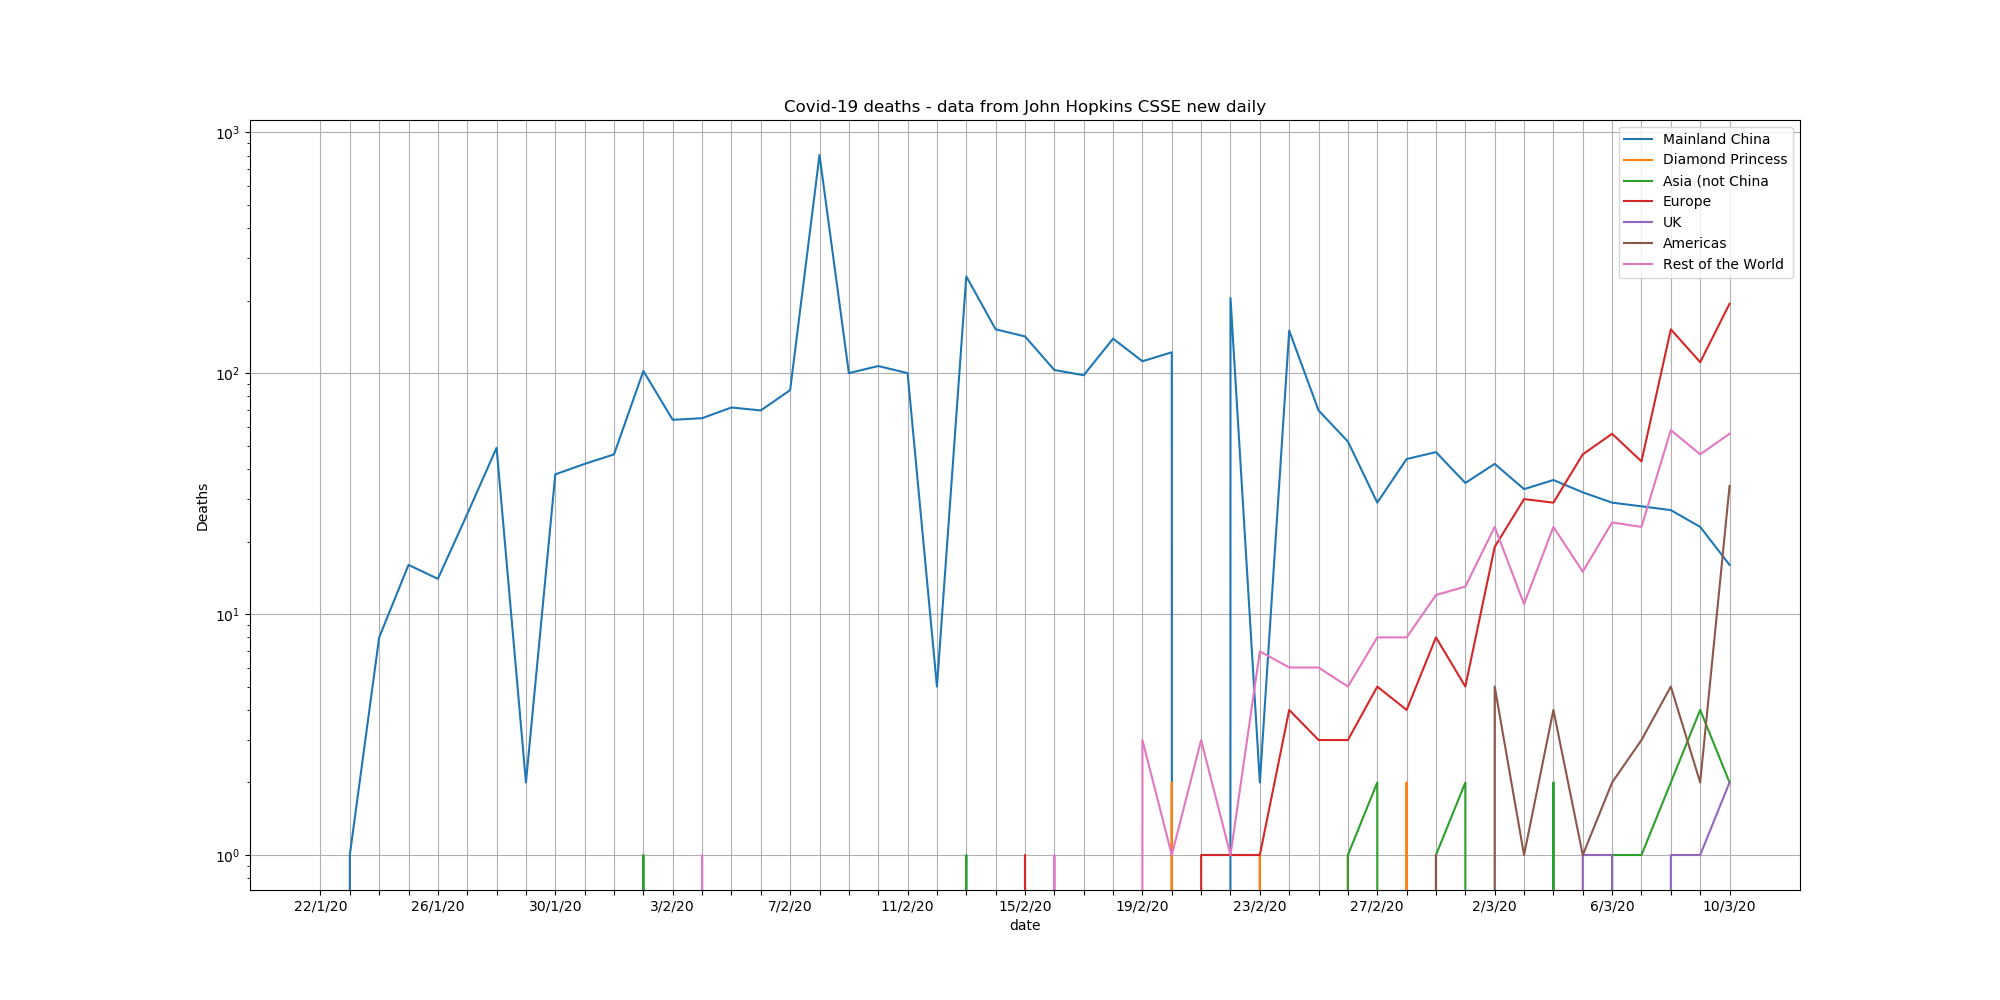 Covid-19 deaths - data from John Hopkins CSSE new daily
10³
10²
10¹
10⁰
Deaths
Mainland China
Diamond Princess
Asia (not China
Europe
UK
Americas
Rest of the World
22/1/20 26/1/20 30/1/20 3/2/20 7/2/20 11/2/20 15/2/20 19/2/20 23/2/20 27/2/20 2/3/20 6/3/20 10/3/20
date